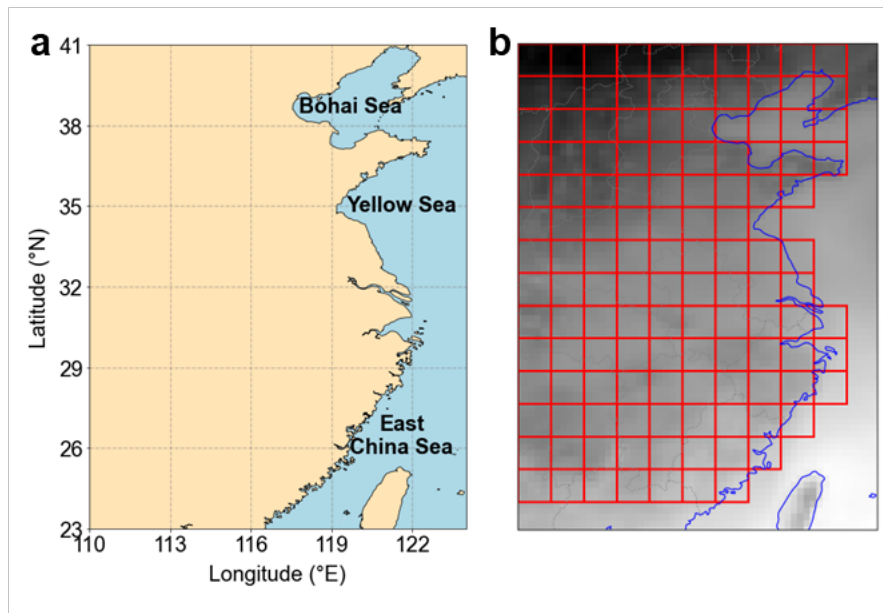 a
b
41
38
35
32
29
26
23
Latitude (°N)
Bohai Sea
Yellow Sea
East
China Sea
110
113
116
119
122
Longitude (°E)